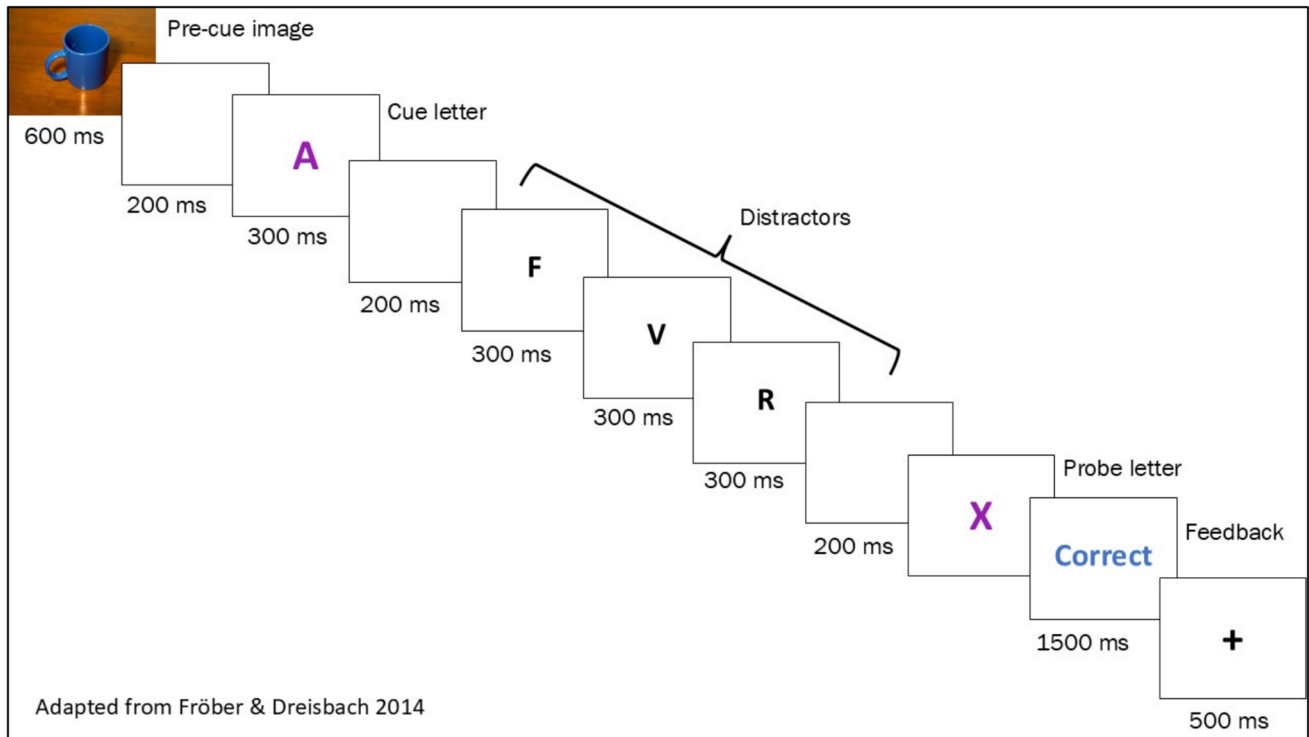 Pre-cue image
600 ms
200 ms
A
Cue letter
300 ms
200 ms
Distractors
F
300 ms
V
300 ms
R
300 ms
200 ms
Probe letter
X
Correct
Feedback
1500 ms
+
500 ms
Adapted from Fröber & Dreisbach 2014